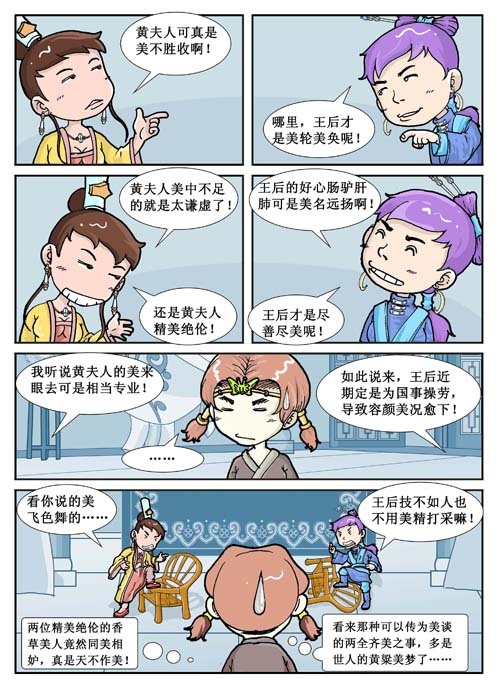 黄夫人可真是
美不胜收啊！
哪里，王后才
是美轮美奂呢！
黄夫人美中不足
的就是太谦虚了！
还是黄夫人
精美绝伦！
王后的好心肠驴肝
肺可是美名远扬啊！
王后才是尽
善尽美呢！
我听说黄夫人的美来
眼去可是相当专业！
……
如此说来，王后近
期定是为国事操劳，
导致容颜美况愈下！
看你说的美
飞色舞的……
王后技不如人也
不用美精打采嘛！
两位精美绝伦的香
草美人竟然同美相
妒，真是天不作美！
看来那种可以传为美谈
的两全齐美之事，多是
世人的黄粱美梦了……